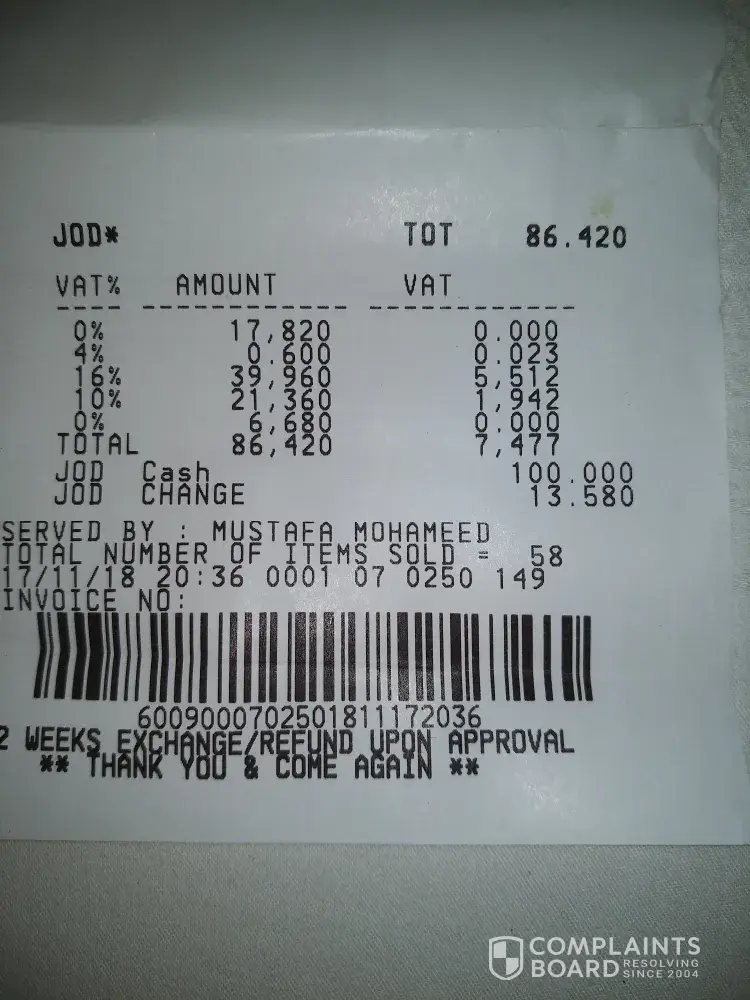 JOD* TOT 86.420
VAT% AMOUNT VAT
0% 17,820 0.000
4% 0.600 0.023
16% 39,960 5,512
10% 21,360 1,942
0% 6,680 0.000
TOTAL 86,420 7,477
JOD Cash 100.000
JOD CHANGE 13.580
SERVED BY : MUSTAFA MOHAMEED
TOTAL NUMBER OF ITEMS SOLD = 58
17/11/18 20:36 0001 07 0250 149
INVOICE NO:
6009000702501811172036
2 WEEKS EXCHANGE/REFUND UPON APPROVAL
** THANK YOU & COME AGAIN **
COMPLAINTS
BOARD RESOLVING SINCE 2004